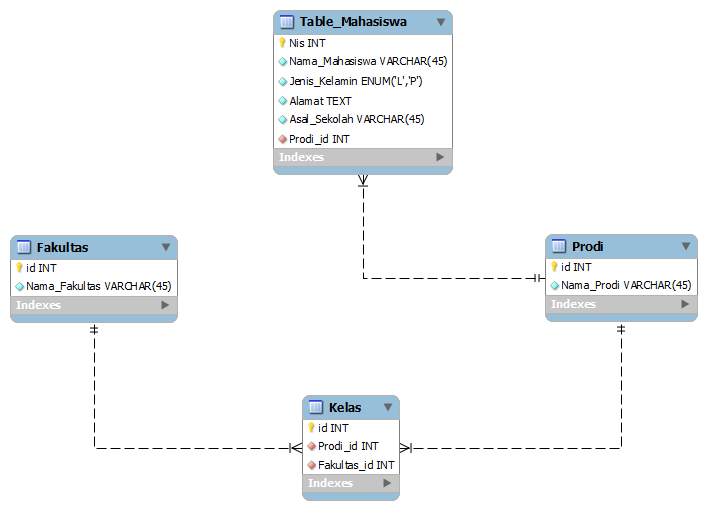 Table_Mahasiswa
Nis INT
Nama_Mahasiswa VARCHAR(45)
Jenis_Kelamin ENUM('L','P')
Alamat TEXT
Asal_Sekolah VARCHAR(45)
Prodi_id INT
Indexes
Fakultas
id INT
Nama_Fakultas VARCHAR(45)
Indexes
Prodi
id INT
Nama_Prodi VARCHAR(45)
Indexes
Kelas
id INT
Prodi_id INT
Fakultas_id INT
Indexes